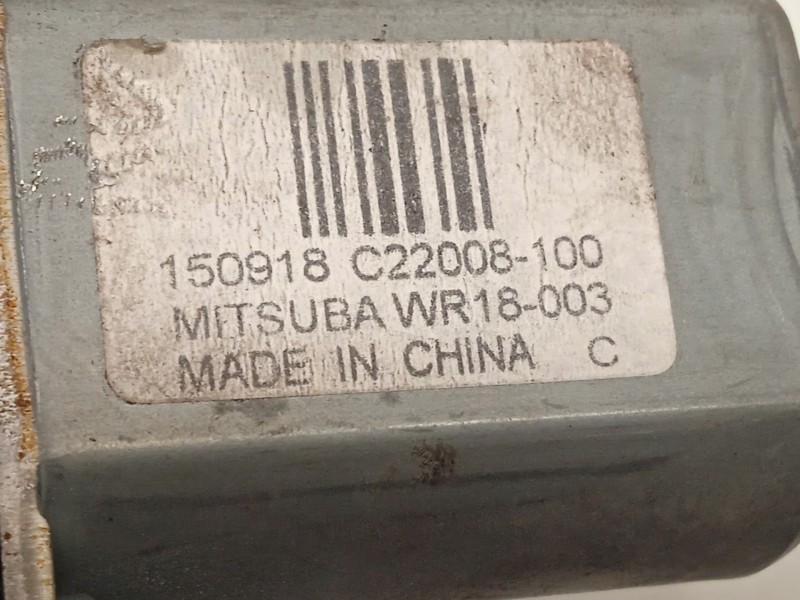 150918 C22008-100
MITSUBA WR18-003
MADE IN CHINA C